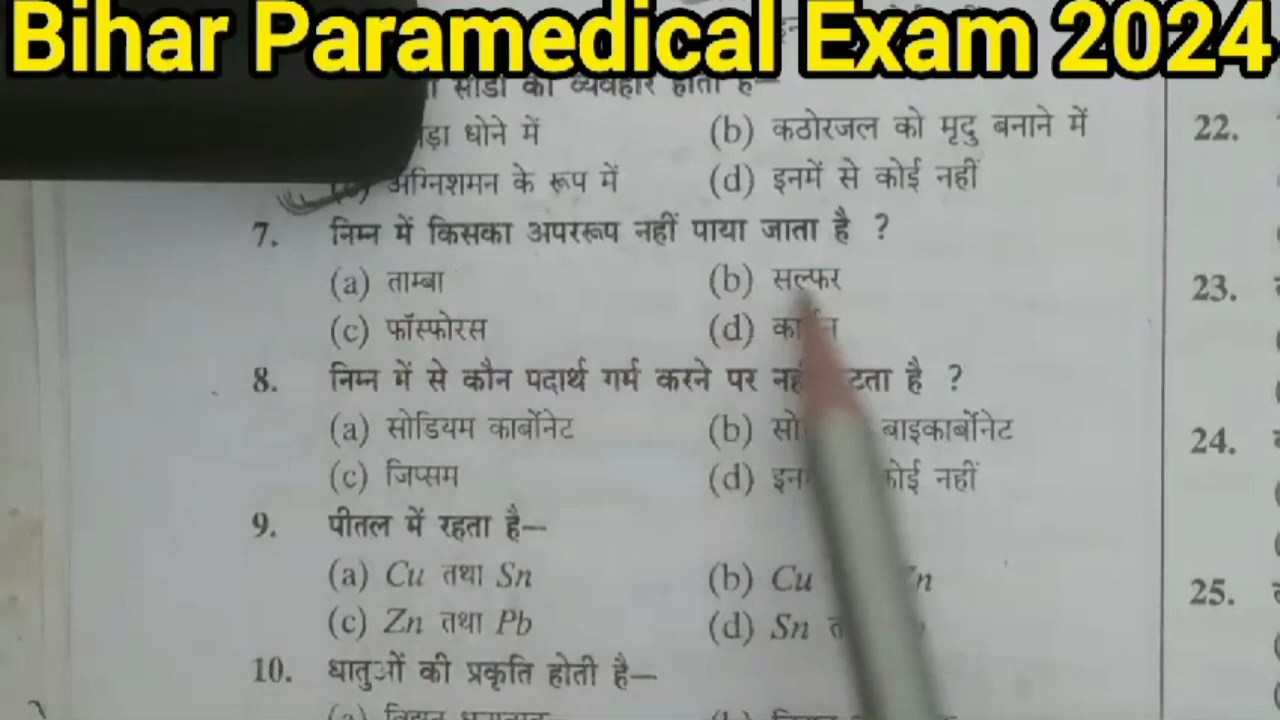 Bihar Paramedical Exam 2024
सोडा का व्यवहार होता है—
धोने में (b) कठोरजल को मृदु बनाने में 22.
अग्निशमन के रूप में (d) इनमें से कोई नहीं
7. निम्न में किसका अपररूप नहीं पाया जाता है ?
(a) ताम्बा (b) सल्फर 23.
(c) फॉस्फोरस (d)
8. निम्न में से कौन पदार्थ गर्म करने पर है ?
(a) सोडियम कार्बोनेट (b) बाइकार्बोनेट 24.
(c) जिप्सम (d) कोई नहीं
9. पीतल में रहता है—
(a) Cu तथा Sn (b) Cu 25.
(c) Zn तथा Pb (d) Sn
10. धातुओं की प्रकृति होती है—